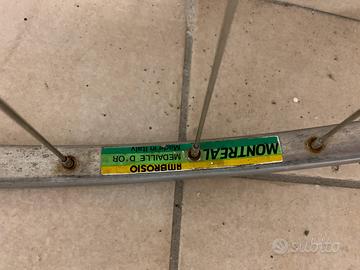 AMBROSIO
MONTREAL
MEDAILLE D'OR
Made in Italy
subito